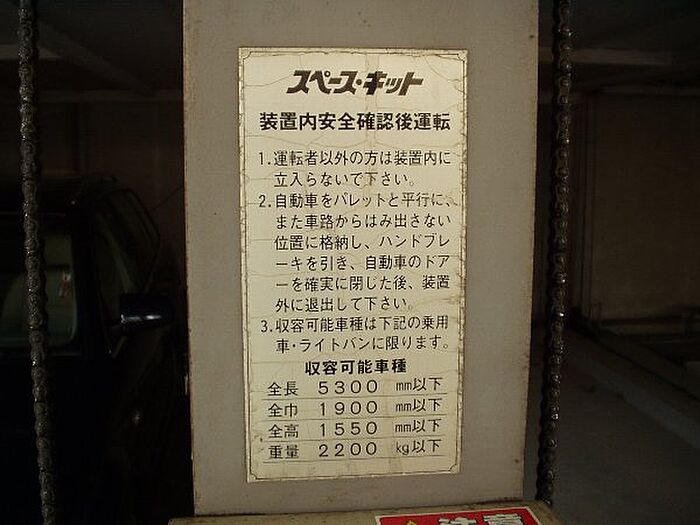 スペース・キット
装置内安全確認後運転
1.運転者以外の方は装置内に
立入らないで下さい。
2.自動車をパレットと平行に、
また車路からはみ出さない
位置に格納し、ハンドブレ
ーキを引き、自動車のドア
ーを確実に閉じた後、装置
外に退出して下さい。
3.収容可能車種は下記の乗用
車・ライトバンに限ります。
収容可能車種
全長 5300 mm以下
全巾 1900 mm以下
全高 1550 mm以下
重量 2200 kg以下
注意